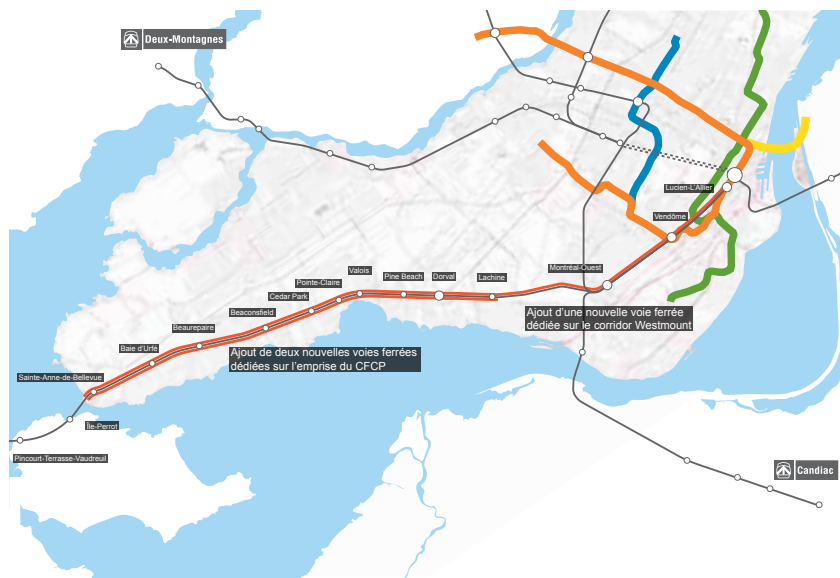 Deux-Montagnes
Lucien-L'Allier
Vendôme
Montréal-Ouest
Lachine
Dorval
Pine Beach
Valois
Pointe-Claire
Cedar Park
Beaconsfield
Beaurepaire
Baie d'Urfé
Sainte-Anne-de-Bellevue
Île-Perrot
Pincourt-Terrasse-Vaudreuil
Ajout d'une nouvelle voie ferrée
dédiée sur le corridor Westmount
Ajout de deux nouvelles voies ferrées
dédiées sur l'emprise du CFCP
Candiac